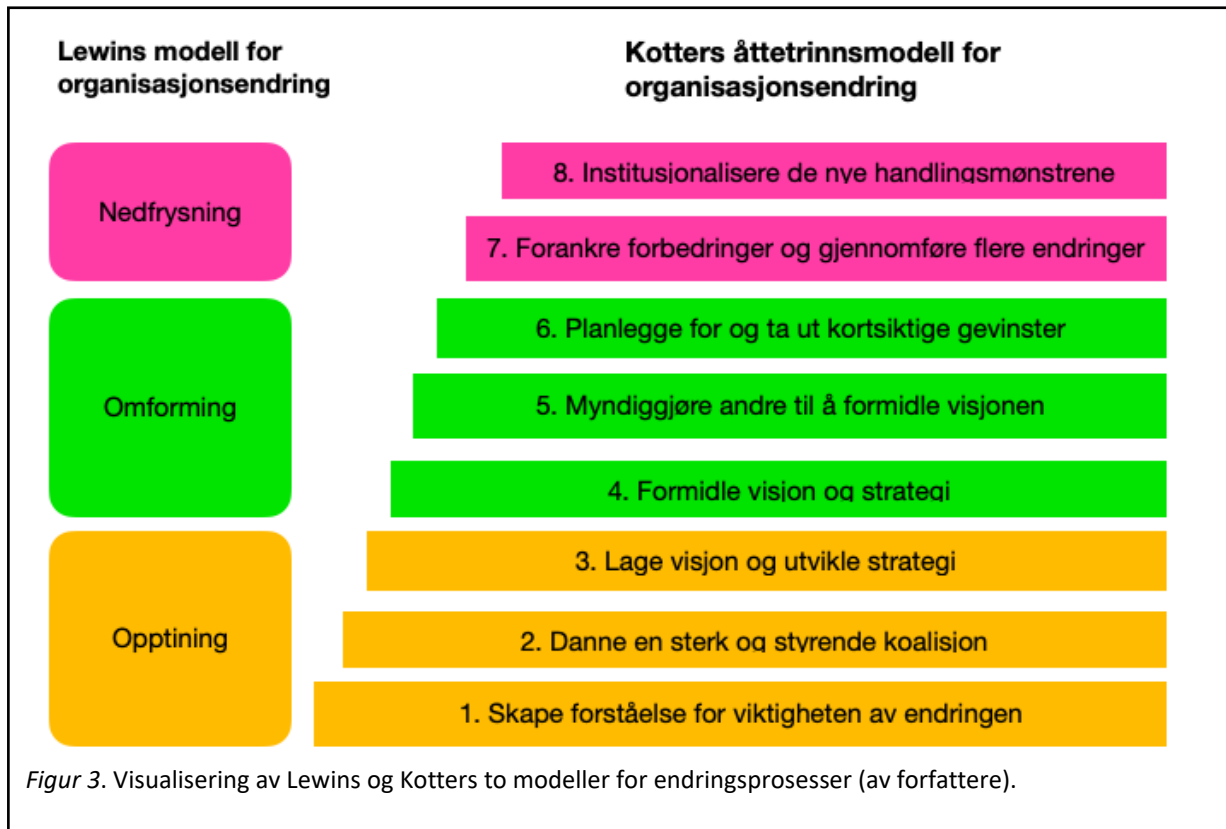 Lewins modell for
organisasjonsendring
Kotters åttetrinnsmodell for
organisasjonsendring
Nedfrysning
8. Institusjonalisere de nye handlingsmønstrene
7. Forankre forbedringer og gjennomføre flere endringer
Omforming
6. Planlegge for og ta ut kortsiktige gevinster
5. Myndiggjøre andre til å formidle visjonen
4. Formidle visjon og strategi
Opptining
3. Lage visjon og utvikle strategi
2. Danne en sterk og styrende koalisjon
1. Skape forståelse for viktigheten av endringen
Figur 3. Visualisering av Lewins og Kotters to modeller for endringsprosesser (av forfattere).